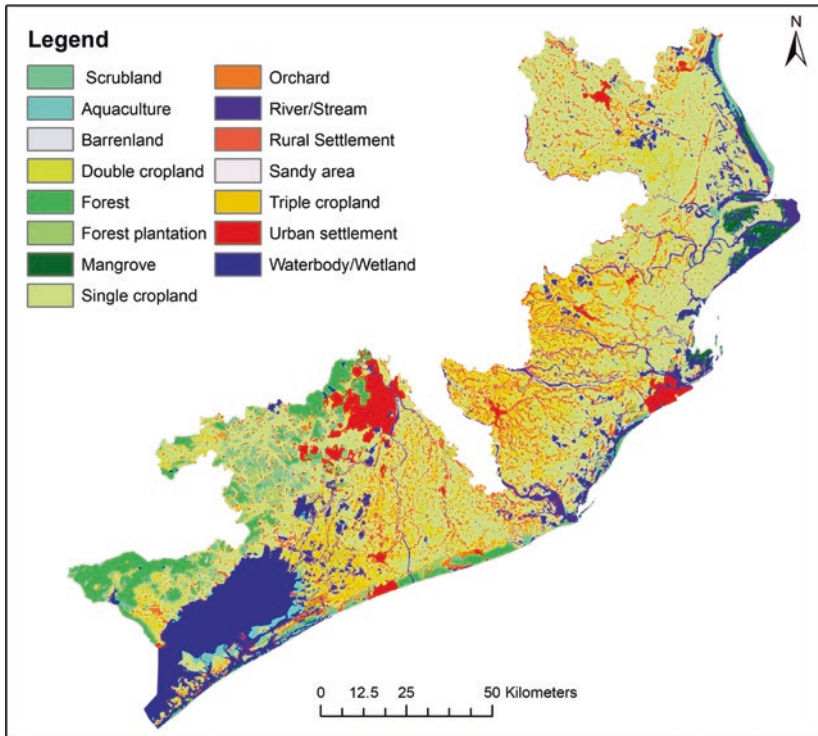 Legend
Scrubland
Aquaculture
Barrenland
Double cropland
Forest
Forest plantation
Mangrove
Single cropland
Orchard
River/Stream
Rural Settlement
Sandy area
Triple cropland
Urban settlement
Waterbody/Wetland
N
0 12.5 25 50 Kilometers